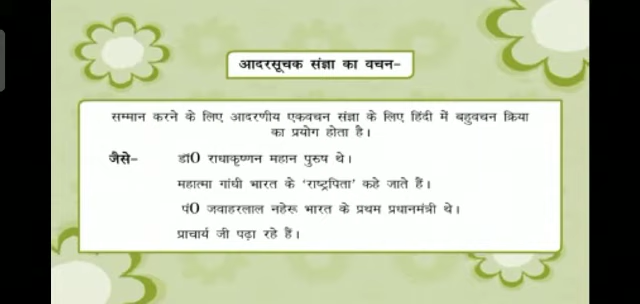 आदरसूचक संज्ञा का वचन–
सम्मान करने के लिए आदरणीय एकवचन संज्ञा के लिए हिंदी में बहुवचन क्रिया
का प्रयोग होता है।
जैसे– डॉ0 राधाकृष्णन महान पुरुष थे।
महात्मा गांधी भारत के ‘राष्ट्रपिता’ कहे जाते हैं।
पं0 जवाहरलाल नहेरू भारत के प्रथम प्रधानमंत्री थे।
प्राचार्य जी पढ़ा रहे हैं।